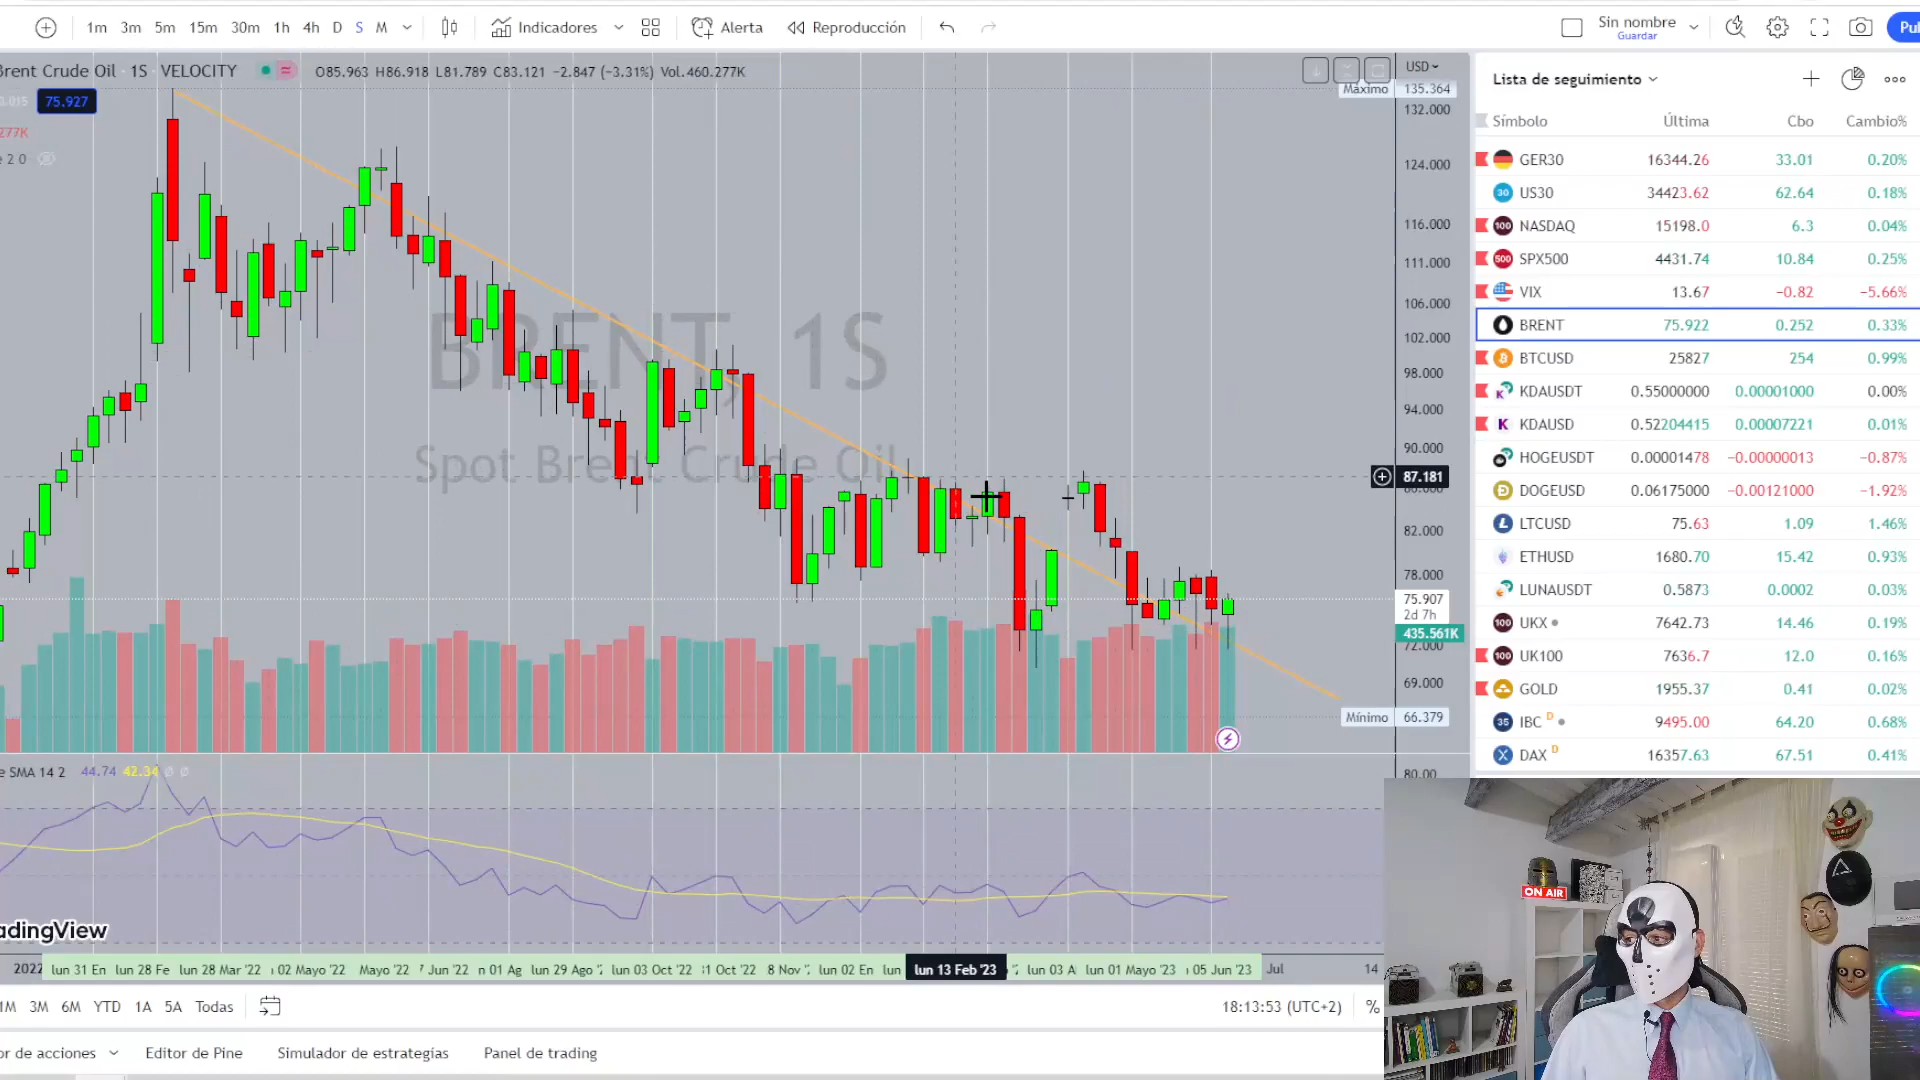 1m 3m 5m 15m 30m 1h 4h D S M Indicadores Alerta Reproducción Sin nombre Guardar
Brent Crude Oil · 1S · VELOCITY O85.963 H86.918 L81.789 C83.121 −2.847 (−3.31%) Vol.460.277K
USD
75.927
Máximo 135.364
132.000
124.000
116.000
111.000
106.000
102.000
98.000
94.000
90.000
87.181
82.000
78.000
75.907
2d 7h
435.561K
72.000
69.000
Mínimo 66.379
BRENT, 1S
Spot Brent Crude Oil
SMA 14 2 44.74 42.34
80.00
TradingView
2022 lun 31 En lun 28 Fe lun 28 Mar '22 02 Mayo '22 Mayo '22 Jun '22 01 Ag lun 29 Ago lun 03 Oct '22 1 Oct '22 8 Nov lun 02 En lun lun 13 Feb '23 lun 03 A lun 01 Mayo '23 05 Jun '23 Jul 14
1M 3M 6M YTD 1A 5A Todas
18:13:53 (UTC+2) %
or de acciones Editor de Pine Simulador de estrategías Panel de trading
Lista de seguimiento
Símbolo Última Cbo Cambio%
GER30 16344.26 33.01 0.20%
US30 34423.62 62.64 0.18%
NASDAQ 15198.0 6.3 0.04%
SPX500 4431.74 10.84 0.25%
VIX 13.67 −0.82 −5.66%
BRENT 75.922 0.252 0.33%
BTCUSD 25827 254 0.99%
KDAUSDT 0.55000000 0.00001000 0.00%
KDAUSD 0.52204415 0.00007221 0.01%
HOGEUSDT 0.00001478 −0.00000013 −0.87%
DOGEUSD 0.06175000 −0.00121000 −1.92%
LTCUSD 75.63 1.09 1.46%
ETHUSD 1680.70 15.42 0.93%
LUNAUSDT 0.5873 0.0002 0.03%
UKX 7642.73 14.46 0.19%
UK100 7636.7 12.0 0.16%
GOLD 1955.37 0.41 0.02%
IBC D 9495.00 64.20 0.68%
DAX D 16357.63 67.51 0.41%
ON AIR